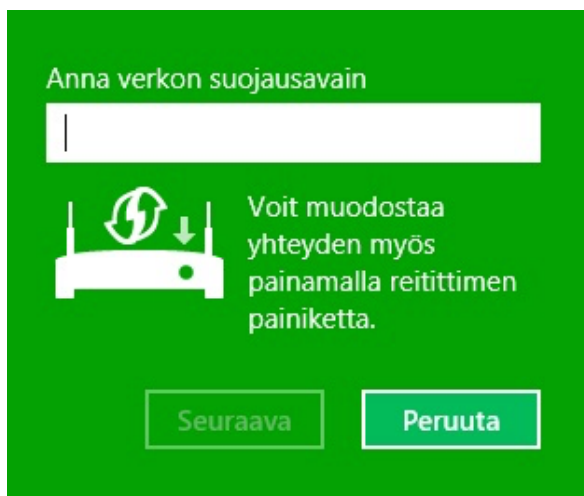 Anna verkon suojausavain
Voit muodostaa
yhteyden myös
painamalla reitittimen
painiketta.
Seuraava
Peruuta